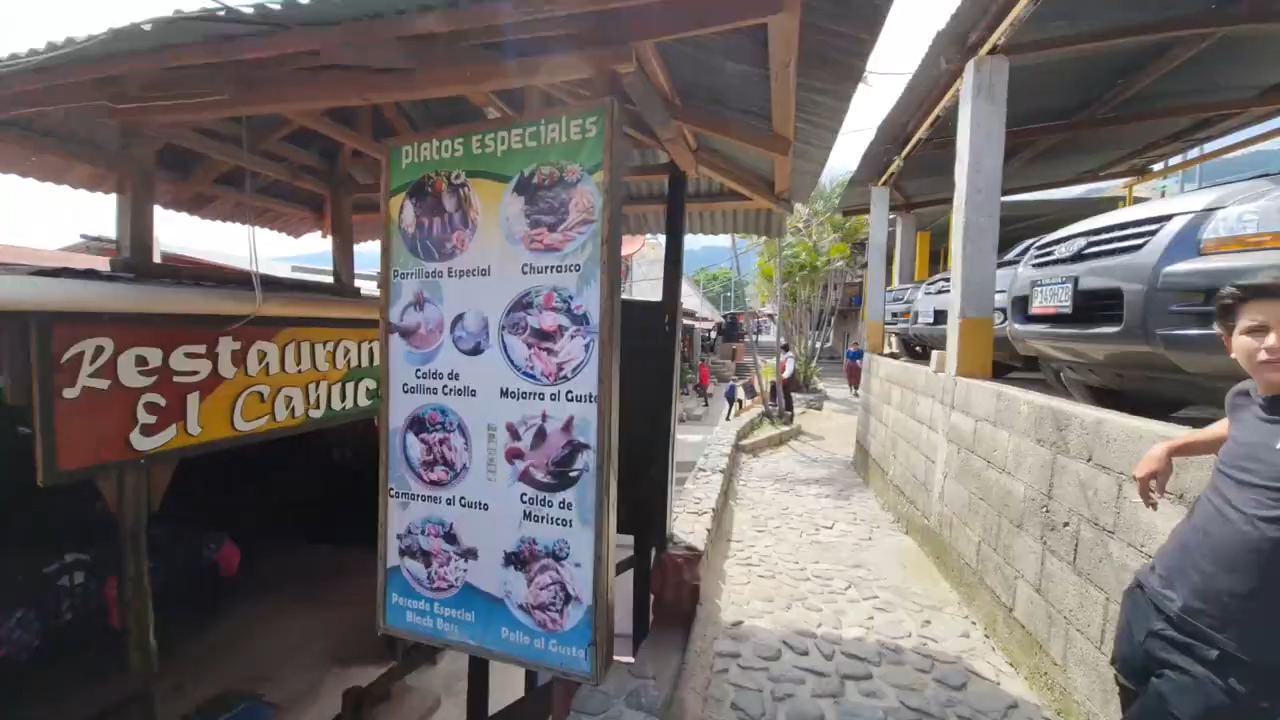 PLATOS ESPECIALES
Parrillada Especial
Churrasco
Caldo de
Gallina Criolla
Mojarra al Gusto
Camarones al Gusto
Caldo de
Mariscos
Pescado Especial
Black Bass
Pollo al Gusto
Restauran
El Cayuc
P149HZB
KIA